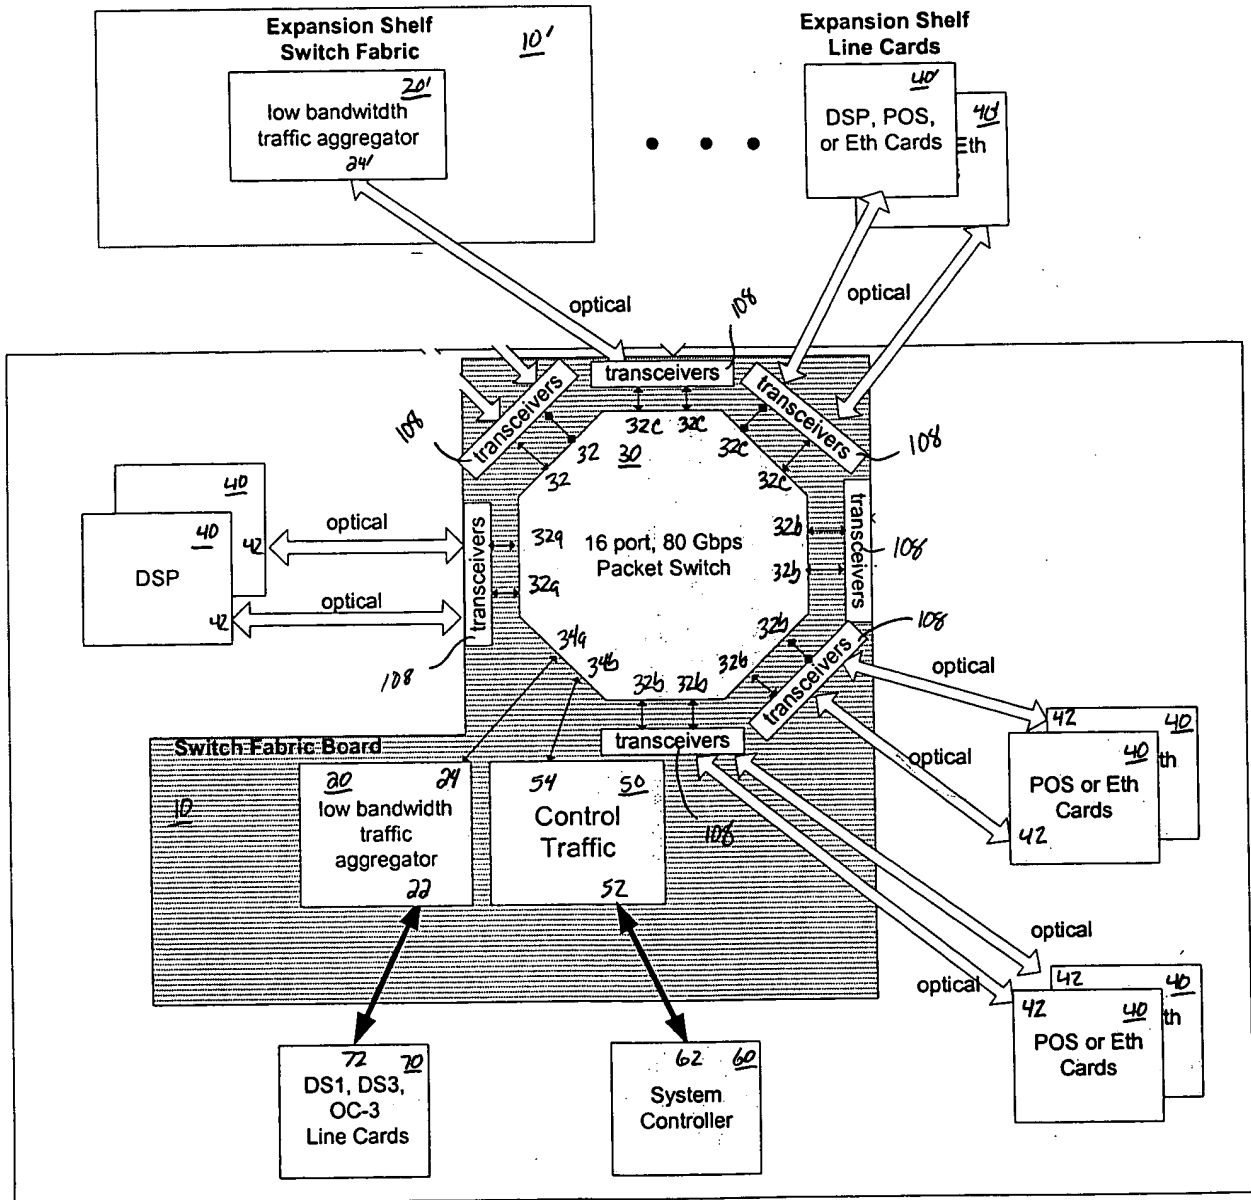 Expansion Shelf
Switch Fabric
10'
20'
low bandwitdth
traffic aggregator
24'
Expansion Shelf
Line Cards
40'
DSP, POS,
or Eth Cards
40'
Eth
optical
optical
108
transceivers
transceivers
transceivers
108
108
32c 32c
32 30 32c
32 32c
40
40
42
DSP
42
optical
optical
transceivers
108
32a
32a
16 port, 80 Gbps
Packet Switch
32b
32b
transceivers
108
34a
34b
32b 32b
32b
32b
transceivers
108
transceivers
108
optical
optical
42 40
40 th
POS or Eth
Cards
42
Switch Fabric Board
10
20 24
low bandwidth
traffic
aggregator
22
54 50
Control
Traffic
52
optical
optical
42 40
42 40 th
POS or Eth
Cards
72 70
DS1, DS3,
OC-3
Line Cards
62 60
System
Controller